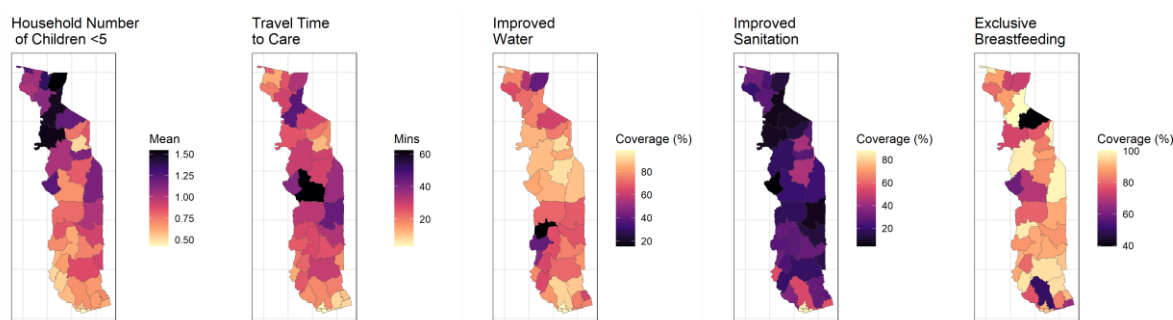 Household Number
of Children <5
Mean
1.50
1.25
1.00
0.75
0.50
Travel Time
to Care
Mins
60
40
20
Improved
Water
Coverage (%)
80
60
40
20
Improved
Sanitation
Coverage (%)
80
60
40
20
Exclusive
Breastfeeding
Coverage (%)
100
80
60
40